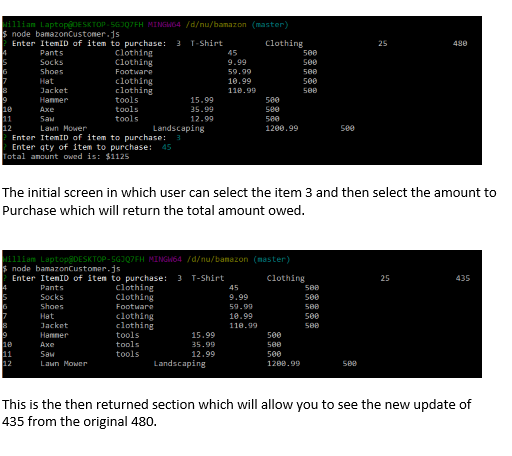 William Laptop@DESKTOP-5GJQ7FH MINGW64 /d/nu/bamazon (master)
$ node bamazonCustomer.js
? Enter ItemID of item to purchase: 3 T-Shirt Clothing 25 480
4 Pants Clothing 45 500
5 Socks Clothing 9.99 500
6 Shoes Footware 59.99 500
7 Hat clothing 10.99 500
8 Jacket clothing 110.99 500
9 Hammer tools 15.99 500
10 Axe tools 35.99 500
11 Saw tools 12.99 500
12 Lawn Mower Landscaping 1200.99 500
? Enter ItemID of item to purchase: 3
? Enter qty of item to purchase: 45
Total amount owed is: $1125
The initial screen in which user can select the item 3 and then select the amount to
Purchase which will return the total amount owed.
William Laptop@DESKTOP-5GJQ7FH MINGW64 /d/nu/bamazon (master)
$ node bamazonCustomer.js
? Enter ItemID of item to purchase: 3 T-Shirt Clothing 25 435
4 Pants Clothing 45 500
5 Socks Clothing 9.99 500
6 Shoes Footware 59.99 500
7 Hat clothing 10.99 500
8 Jacket clothing 110.99 500
9 Hammer tools 15.99 500
10 Axe tools 35.99 500
11 Saw tools 12.99 500
12 Lawn Mower Landscaping 1200.99 500
This is the then returned section which will allow you to see the new update of
435 from the original 480.